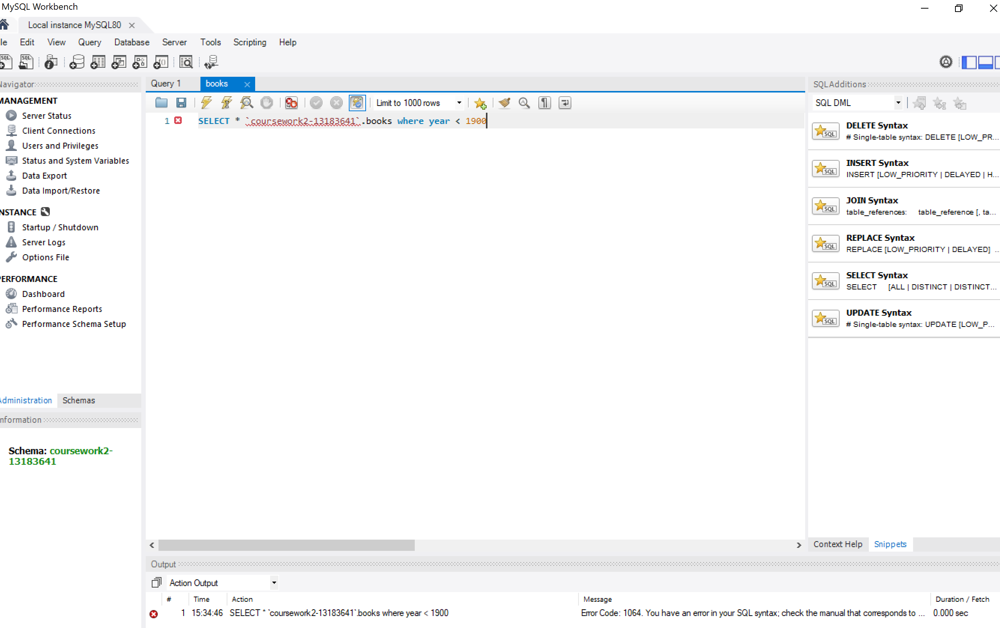 MySQL Workbench
Local instance MySQL80
le Edit View Query Database Server Tools Scripting Help
Navigator
MANAGEMENT
Server Status
Client Connections
Users and Privileges
Status and System Variables
Data Export
Data Import/Restore
NSTANCE
Startup / Shutdown
Server Logs
Options File
PERFORMANCE
Dashboard
Performance Reports
Performance Schema Setup
Administration Schemas
nformation
Schema: coursework2-
13183641
Query 1 books
Limit to 1000 rows
1 SELECT * `coursework2-13183641`.books where year < 1900
SQLAdditions
SQL DML
DELETE Syntax
# Single-table syntax: DELETE [LOW_PR...
INSERT Syntax
INSERT [LOW_PRIORITY | DELAYED | H...
JOIN Syntax
table_references: table_reference [, ta...
REPLACE Syntax
REPLACE [LOW_PRIORITY | DELAYED] ...
SELECT Syntax
SELECT [ALL | DISTINCT | DISTINCT...
UPDATE Syntax
# Single-table syntax: UPDATE [LOW_P...
Context Help Snippets
Output
Action Output
# Time Action Message Duration / Fetch
1 15:34:46 SELECT * `coursework2-13183641`.books where year < 1900 Error Code: 1064. You have an error in your SQL syntax; check the manual that corresponds to ... 0.000 sec